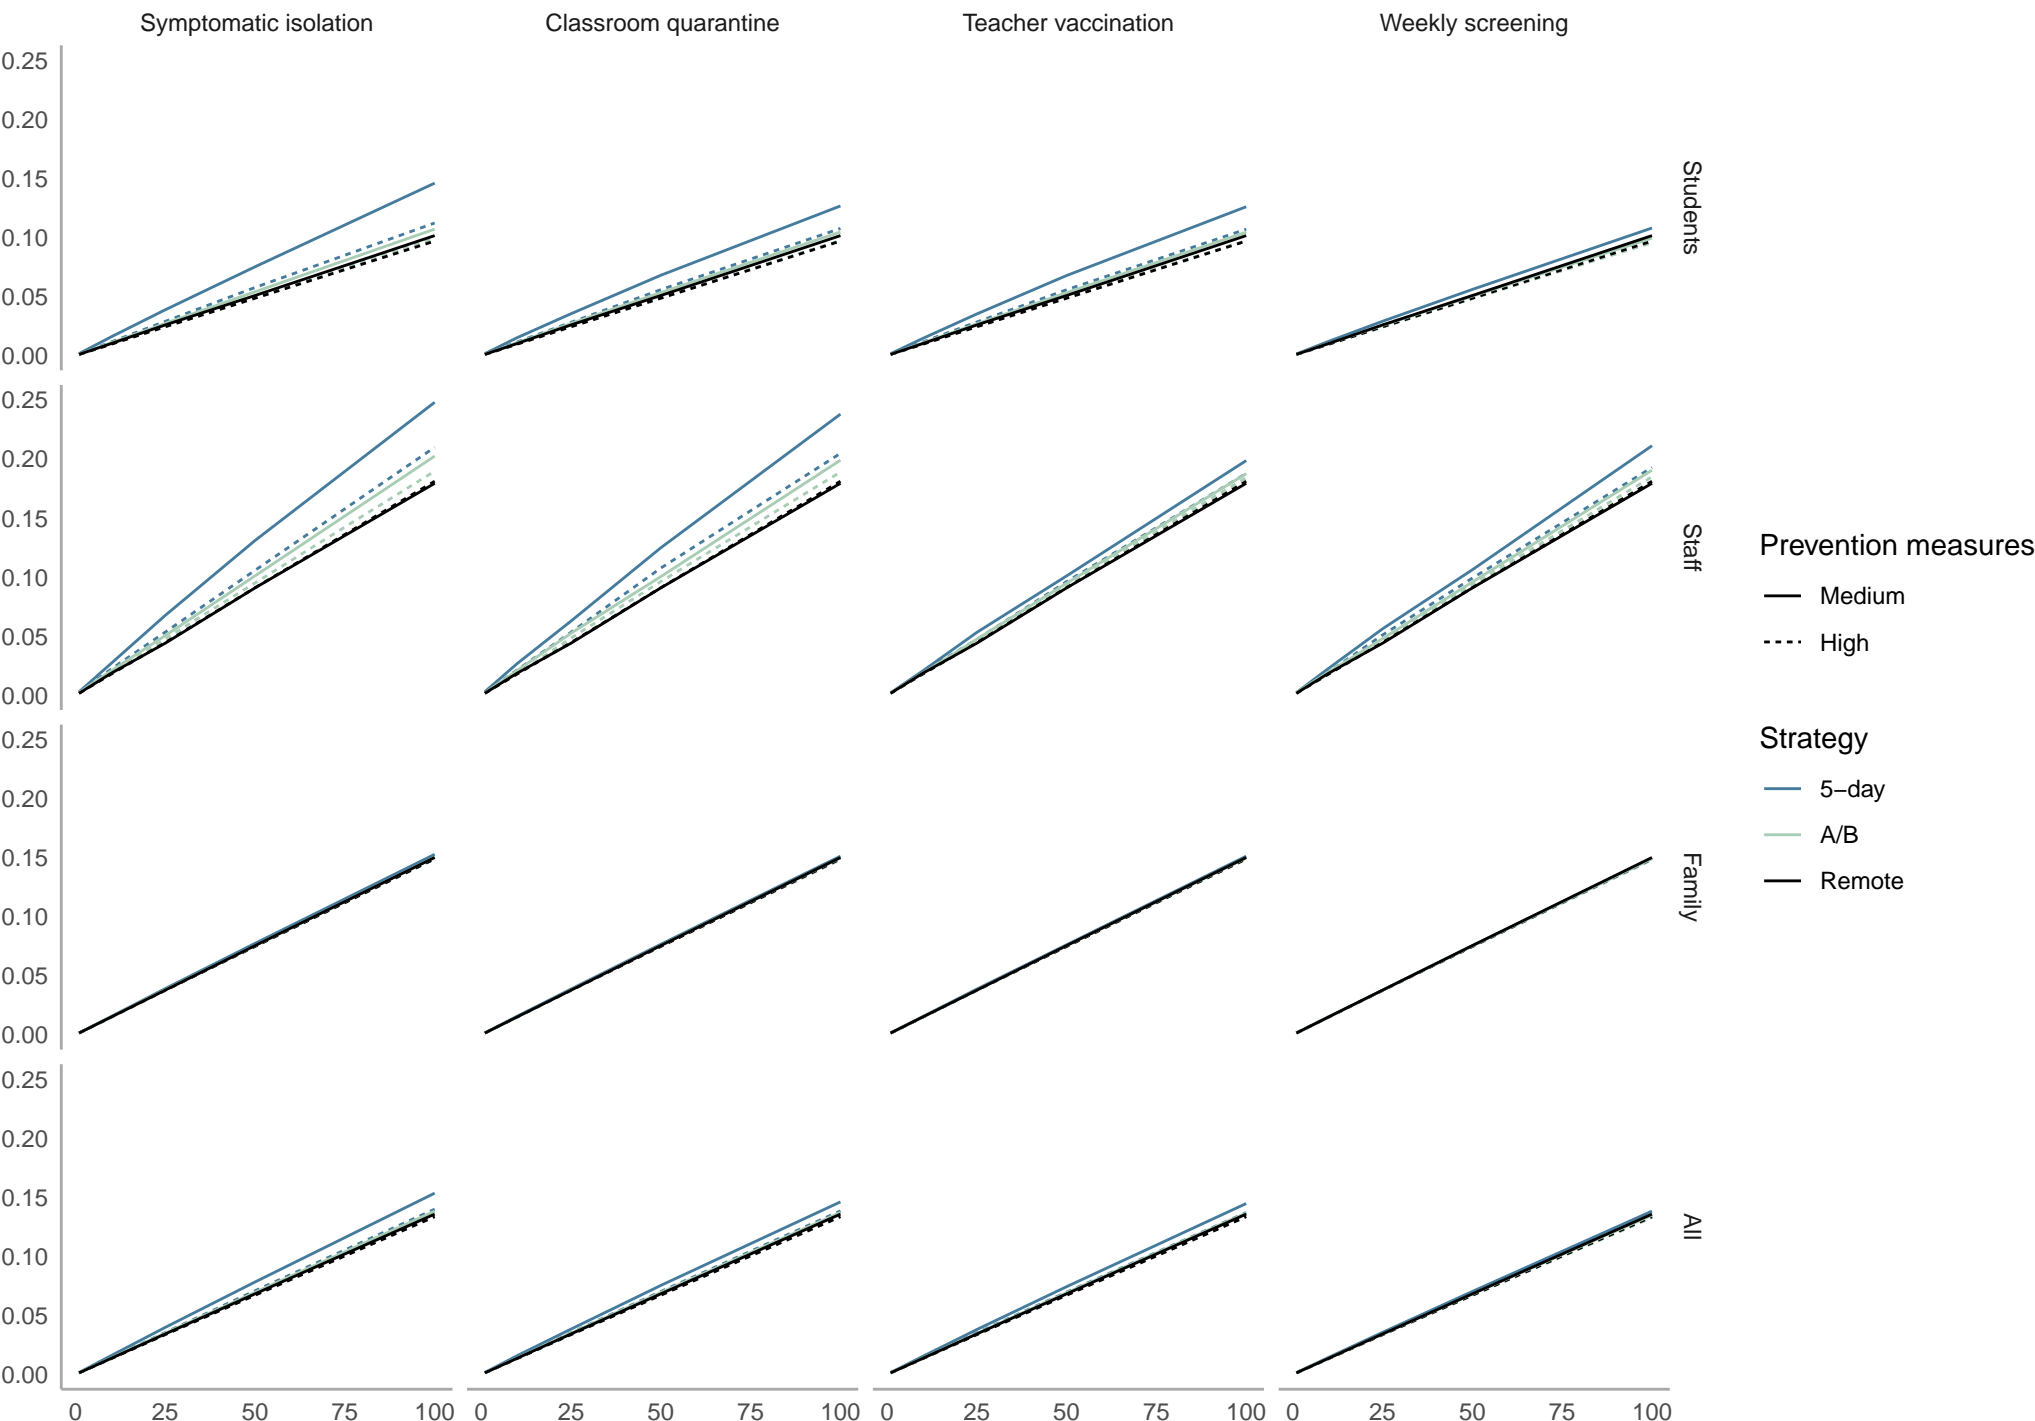 Symptomatic isolation
Classroom quarantine
Teacher vaccination
Weekly screening
0.25
0.20
0.15
0.10
0.05
0.00
Students
0.25
0.20
0.15
0.10
0.05
0.00
Staff
0.25
0.20
0.15
0.10
0.05
0.00
Family
0.25
0.20
0.15
0.10
0.05
0.00
All
0 25 50 75 100
0 25 50 75 100
0 25 50 75 100
0 25 50 75 100
Prevention measures
Medium
High
Strategy
5−day
A/B
Remote